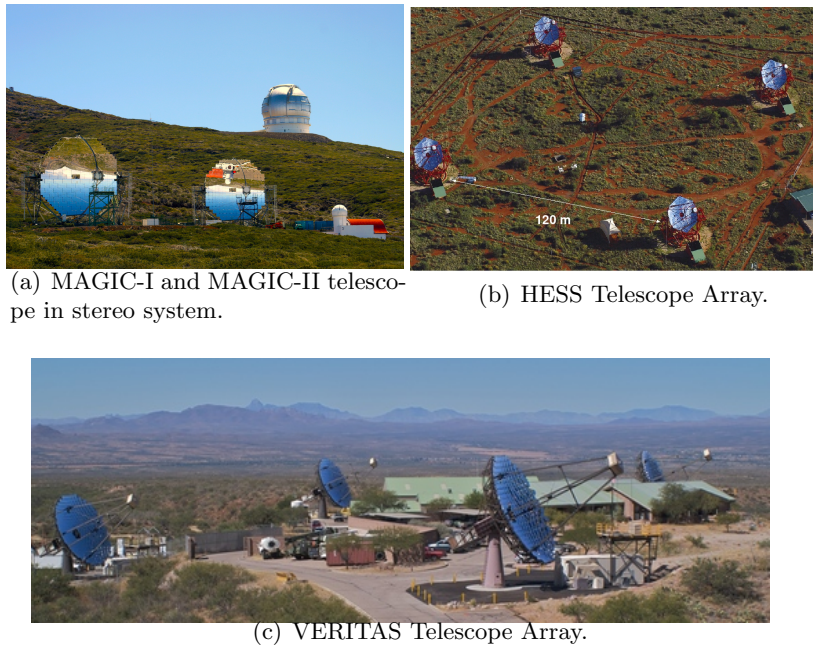 (a) MAGIC-I and MAGIC-II telesco-
pe in stereo system.
120 m
(b) HESS Telescope Array.
(c) VERITAS Telescope Array.